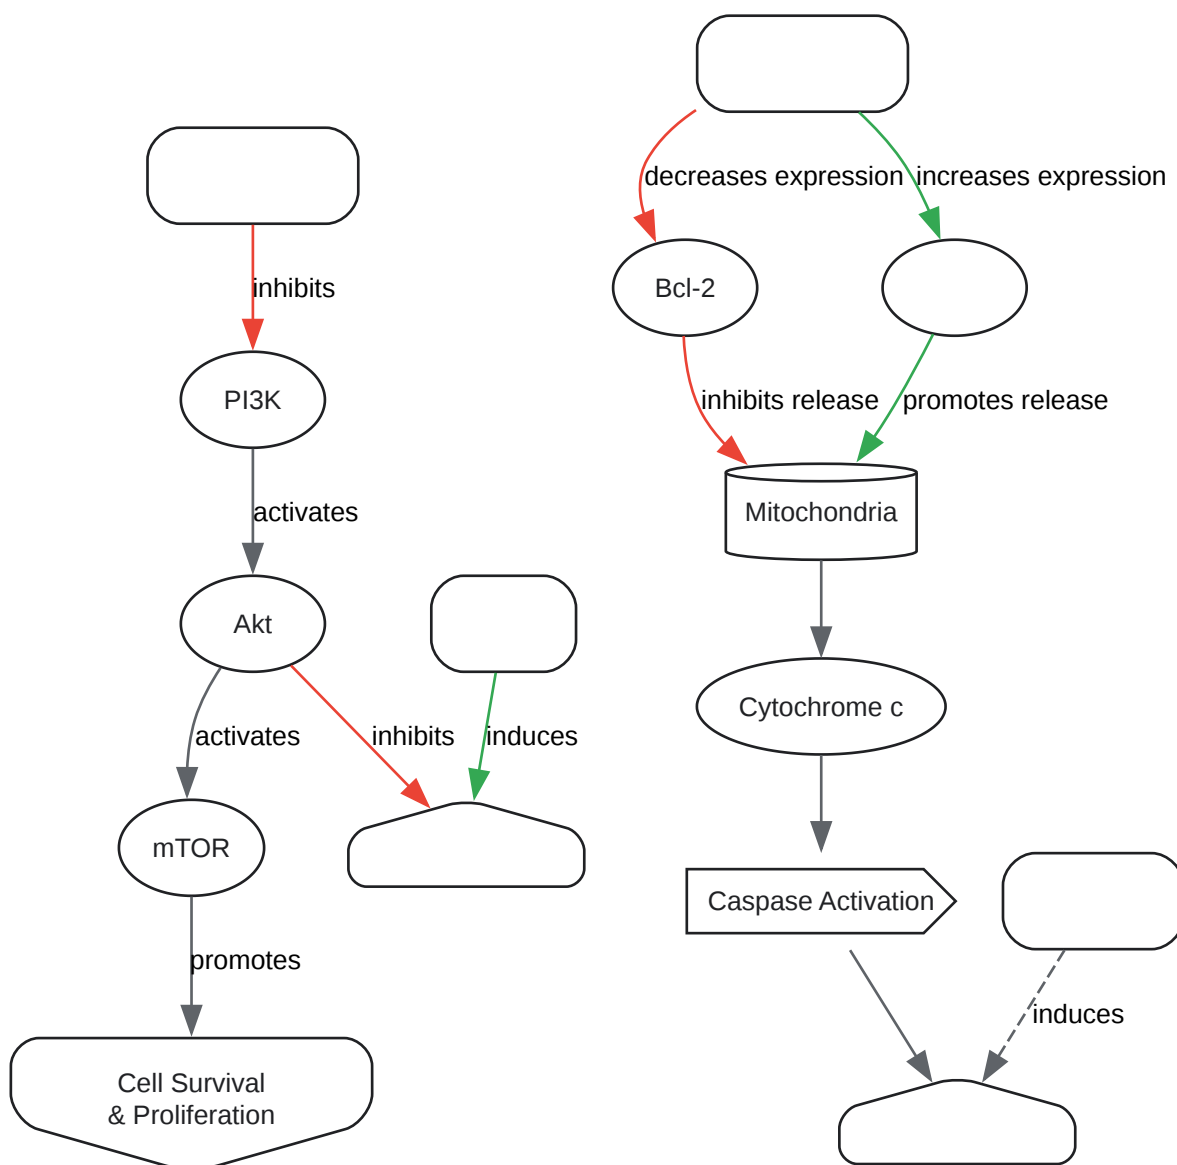 decreases expression
increases expression
inhibits
Bcl-2
PI3K
inhibits release
promotes release
activates
Mitochondria
Akt
Cytochrome c
activates
inhibits
induces
mTOR
Caspase Activation
promotes
induces
Cell Survival
& Proliferation